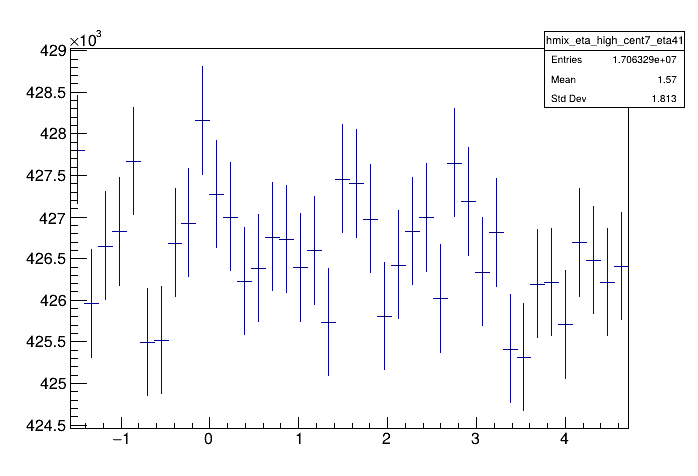 ×10³
hmix_eta_high_cent7_eta41
Entries 1.706329e+07
Mean 1.57
Std Dev 1.813
429
428.5
428
427.5
427
426.5
426
425.5
425
424.5
−1 0 1 2 3 4